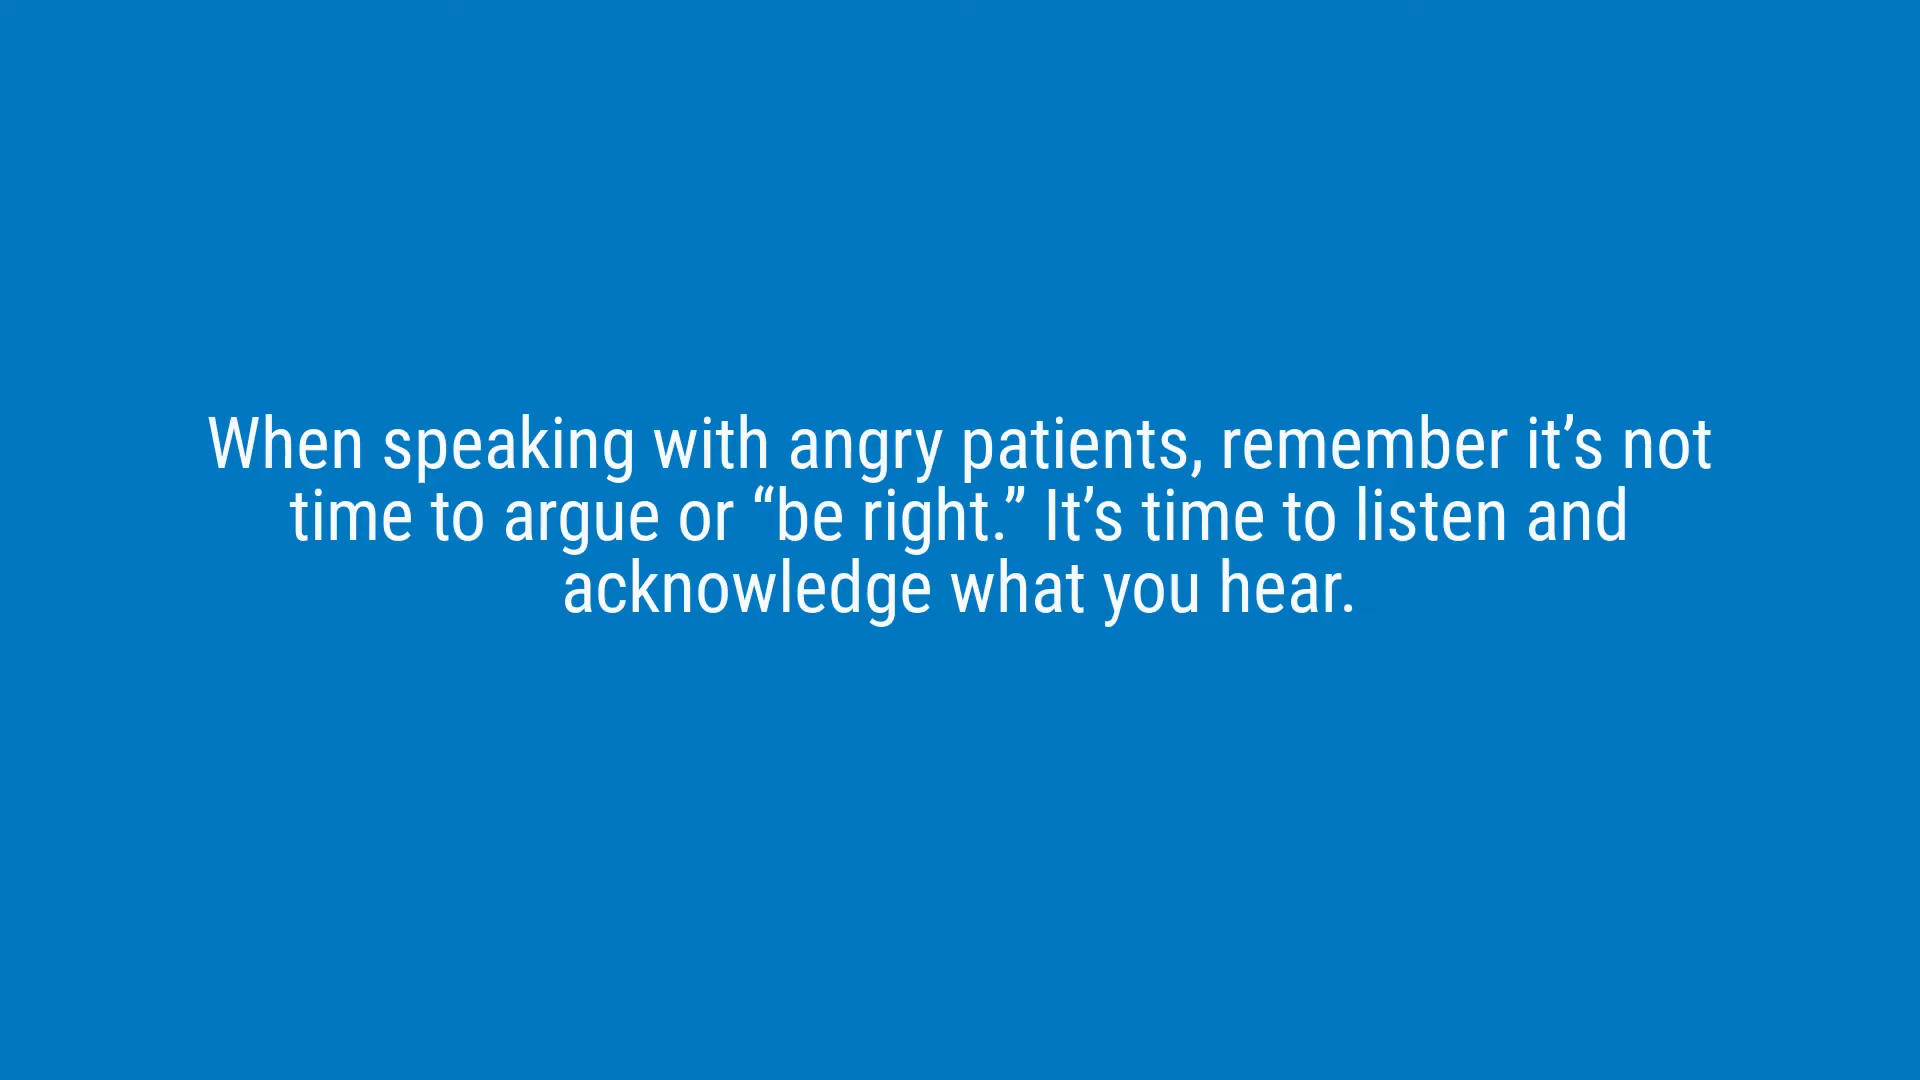 When speaking with angry patients, remember it’s not
time to argue or “be right.” It’s time to listen and
acknowledge what you hear.